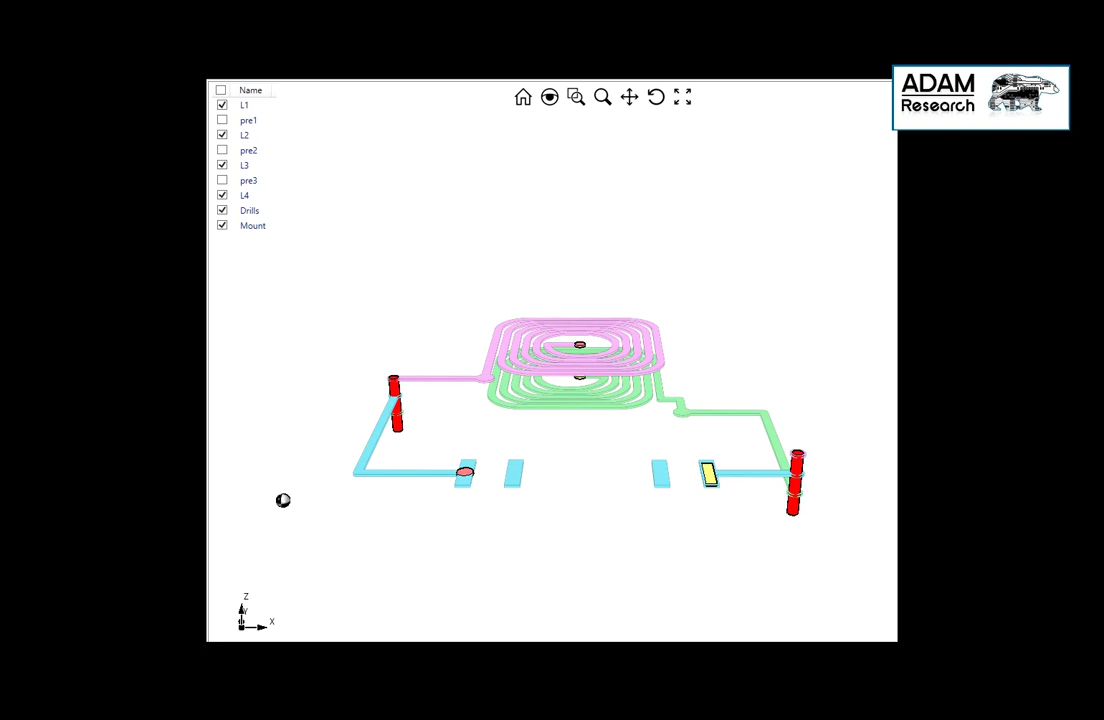 ADAM
Research
Name
L1
pre1
L2
pre2
L3
pre3
L4
Drills
Mount
Z
Y
X